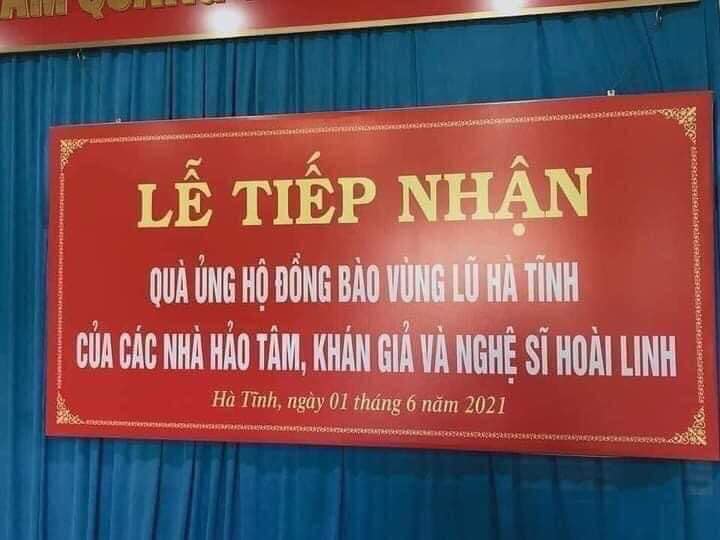 QUANG
LỄ TIẾP NHẬN
QUÀ ỦNG HỘ ĐỒNG BÀO VÙNG LŨ HÀ TĨNH
CỦA CÁC NHÀ HẢO TÂM, KHÁN GIẢ VÀ NGHỆ SĨ HOÀI LINH
Hà Tĩnh, ngày 01 tháng 6 năm 2021